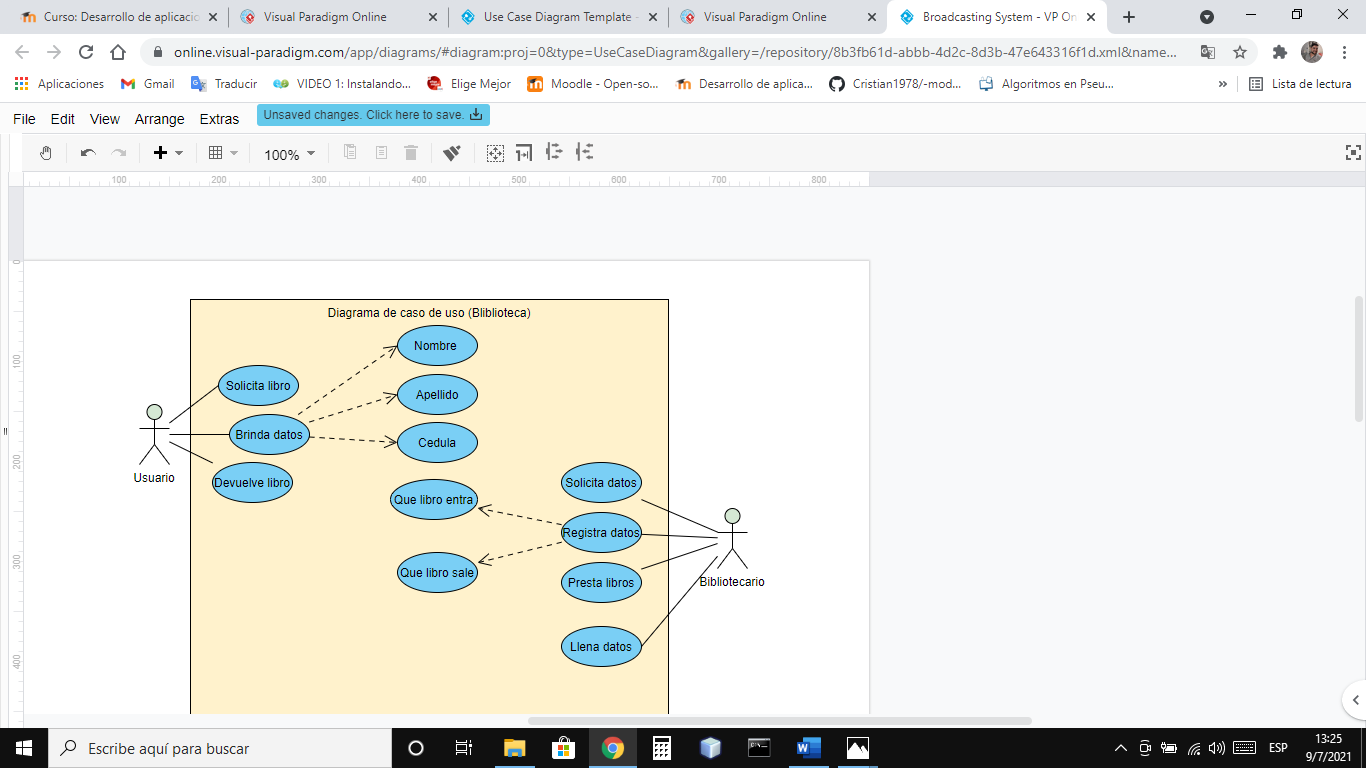 Curso: Desarrollo de aplicacio
Visual Paradigm Online
Use Case Diagram Template -
Visual Paradigm Online
Broadcasting System - VP On
online.visual-paradigm.com/app/diagrams/#diagram:proj=0&type=UseCaseDiagram&gallery=/repository/8b3fb61d-abbb-4d2c-8d3b-47e643316f1d.xml&name...
Aplicaciones
Gmail
Traducir
VIDEO 1: Instalando...
Elige Mejor
Moodle - Open-so...
Desarrollo de aplica...
Cristian1978/-mod...
Algoritmos en Pseu...
»
Lista de lectura
File Edit View Arrange Extras
Unsaved changes. Click here to save.
100%
100 200 300 400 500 600 700 800
0
100
200
300
400
Diagrama de caso de uso (Bliblioteca)
Nombre
Solicita libro
Apellido
Brinda datos
Cedula
Usuario
Devuelve libro
Solicita datos
Que libro entra
Registra datos
Que libro sale
Presta libros
Bibliotecario
Llena datos
Escribe aquí para buscar
ESP
13:25
9/7/2021